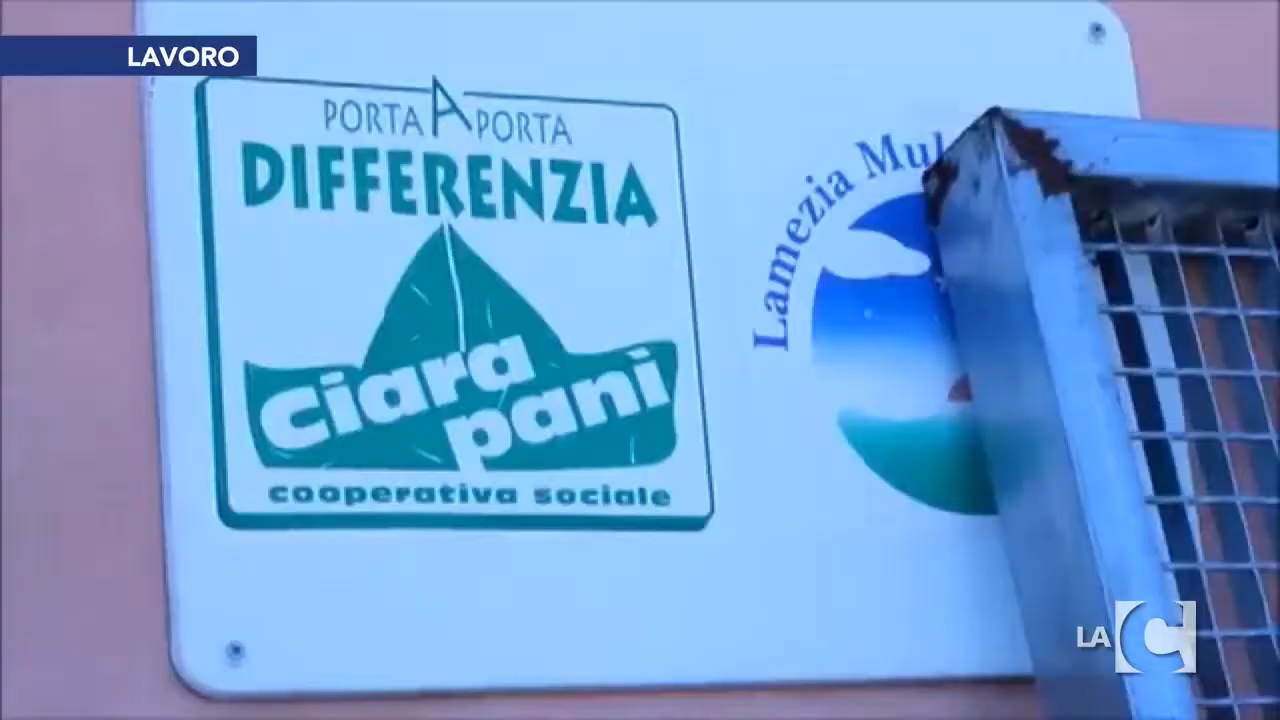 LAVORO
PORTA A PORTA
DIFFERENZIA
Ciara
pani
cooperativa sociale
Lamezia
LA C